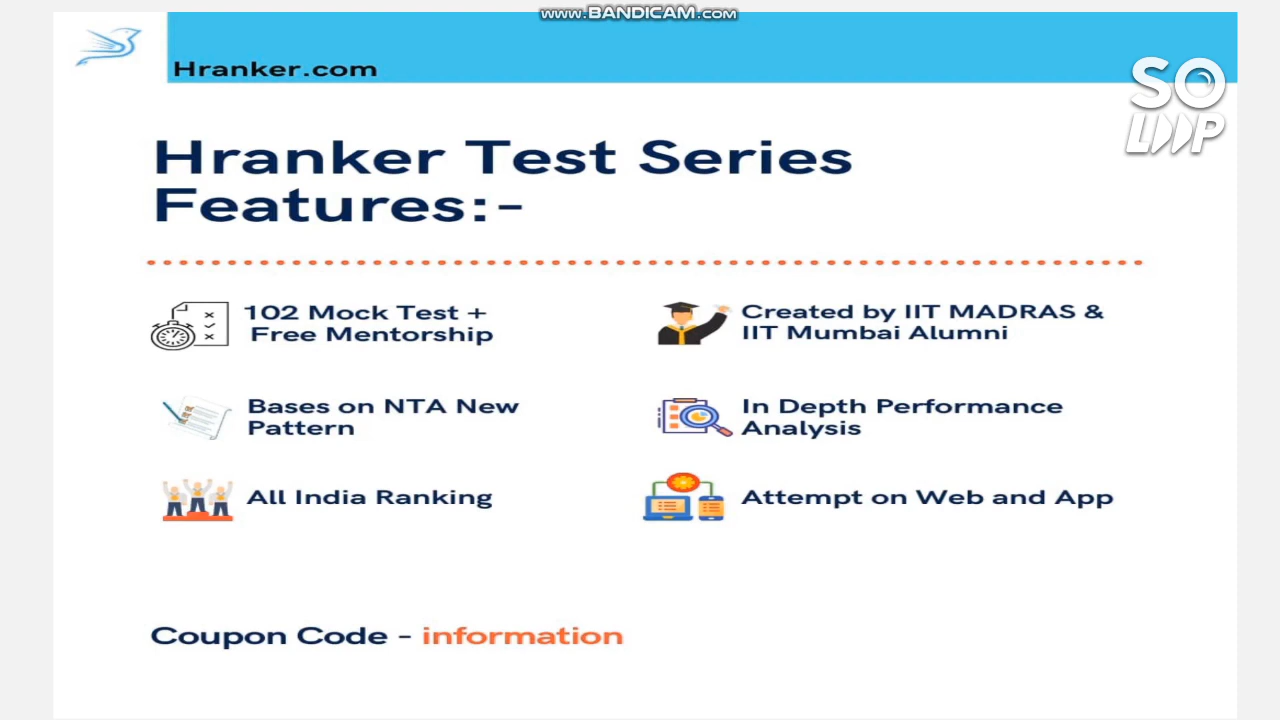 www.BANDICAM.com
Hranker.com
SO
LOOP
Hranker Test Series
Features:-
102 Mock Test +
Free Mentorship
Created by IIT MADRAS &
IIT Mumbai Alumni
Bases on NTA New
Pattern
In Depth Performance
Analysis
All India Ranking
Attempt on Web and App
Coupon Code - information